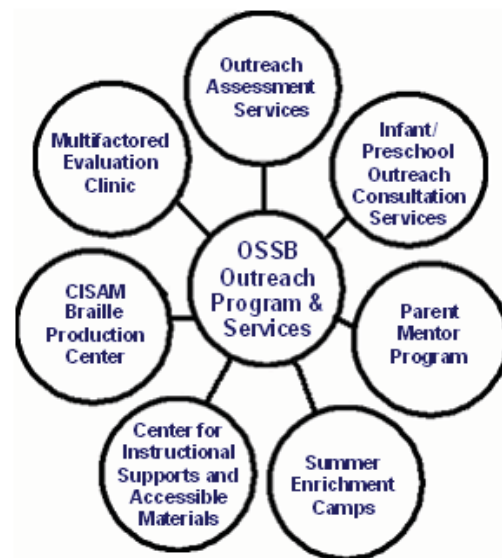 Outreach
Assessment
Services
Infant/
Preschool
Outreach
Consultation
Services
Parent
Mentor
Program
Summer
Enrichment
Camps
Center for
Instructional
Supports and
Accessible
Materials
CISAM
Braille
Production
Center
Multifactored
Evaluation
Clinic
OSSB
Outreach
Program &
Services